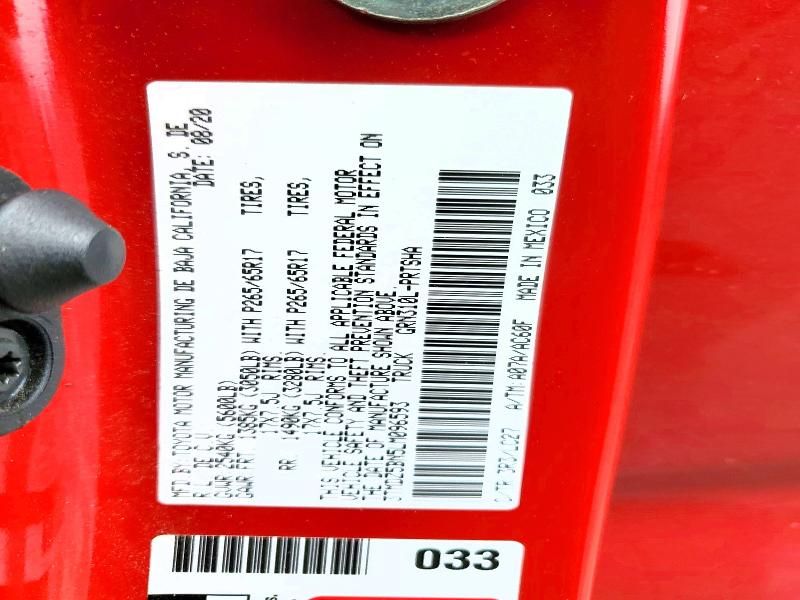 MFD BY TOYOTA MOTOR MANUFACTURING DE BAJA CALIFORNIA, S. DE
R. L. DE C.V. DATE: 08/20
GVWR 2540KG (5600LB)
GAWR FRT 1385KG (3050LB) WITH P265/65R17 TIRES,
17X7.5J RIMS.
RR. 1490KG (3280LB) WITH P265/65R17 TIRES,
17X7.5J RIMS.
THIS VEHICLE CONFORMS TO ALL APPLICABLE FEDERAL MOTOR
VEHICLE SAFETY AND THEFT PREVENTION STANDARDS IN EFFECT ON
THE DATE OF MANUFACTURE SHOWN ABOVE.
TRUCK GRN310L-PRTSHA
C/TR 3R3/LG27 A/TM A07A/AC60F MADE IN MEXICO 033
033